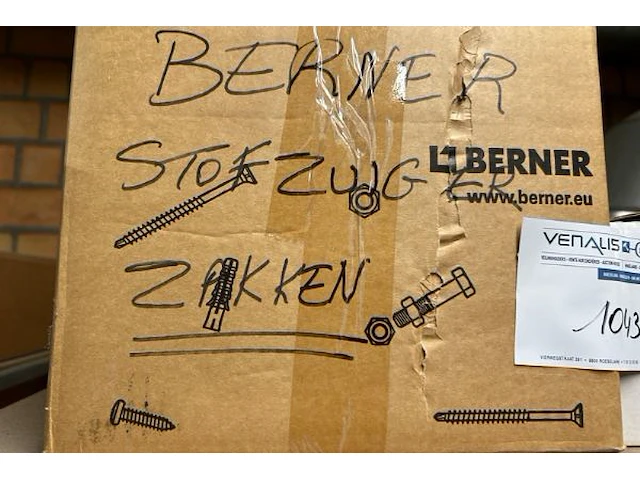 BERNER
STOFZUIGER
ZAKKEN
BERNER
www.berner.eu
VENALIS
1043